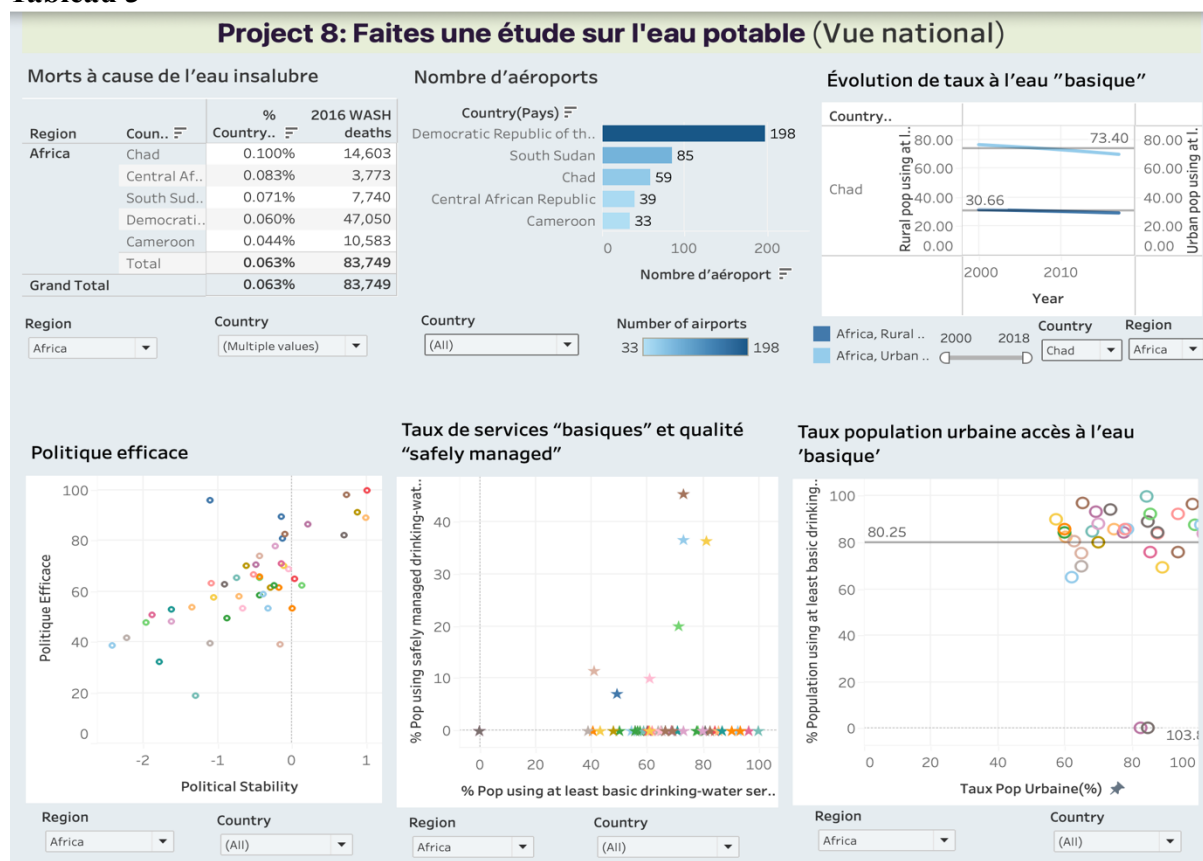 Project 8: Faites une étude sur l'eau potable (Vue national)
Morts à cause de l'eau insalubre
% 2016 WASH
Region Coun.. Country.. deaths
Africa Chad 0.100% 14,603
Central Af.. 0.083% 3,773
South Sud.. 0.071% 7,740
Democrati.. 0.060% 47,050
Cameroon 0.044% 10,583
Total 0.063% 83,749
Grand Total 0.063% 83,749
Region Country
Africa (Multiple values)
Nombre d'aéroports
Country(Pays)
Democratic Republic of th.. 198
South Sudan 85
Chad 59
Central African Republic 39
Cameroon 33
0 100 200
Nombre d'aéroport
Country Number of airports
(All) 33 198
Évolution de taux à l'eau "basique"
Country..
Chad
Rural pop using at l..
80.00
60.00
40.00
20.00
0.00
73.40
30.66
80.00
60.00
40.00
20.00
0.00
Urban pop using at l.
2000 2010
Year
Africa, Rural ..
Africa, Urban ..
2000 2018
Country Region
Chad Africa
Politique efficace
Politique Efficace
100
80
60
40
20
0
-2 -1 0 1
Political Stability
Region Country
Africa (All)
Taux de services "basiques" et qualité
"safely managed"
% Pop using safely managed drinking-wat..
40
30
20
10
0
0 20 40 60 80 100
% Pop using at least basic drinking-water ser..
Region Country
Africa (All)
Taux population urbaine accès à l'eau
'basique'
% Population using at least basic drinking..
100
80
60
40
20
0
80.25
0 20 40 60 80 100
Taux Pop Urbaine(%)
Region Country
Africa (All)